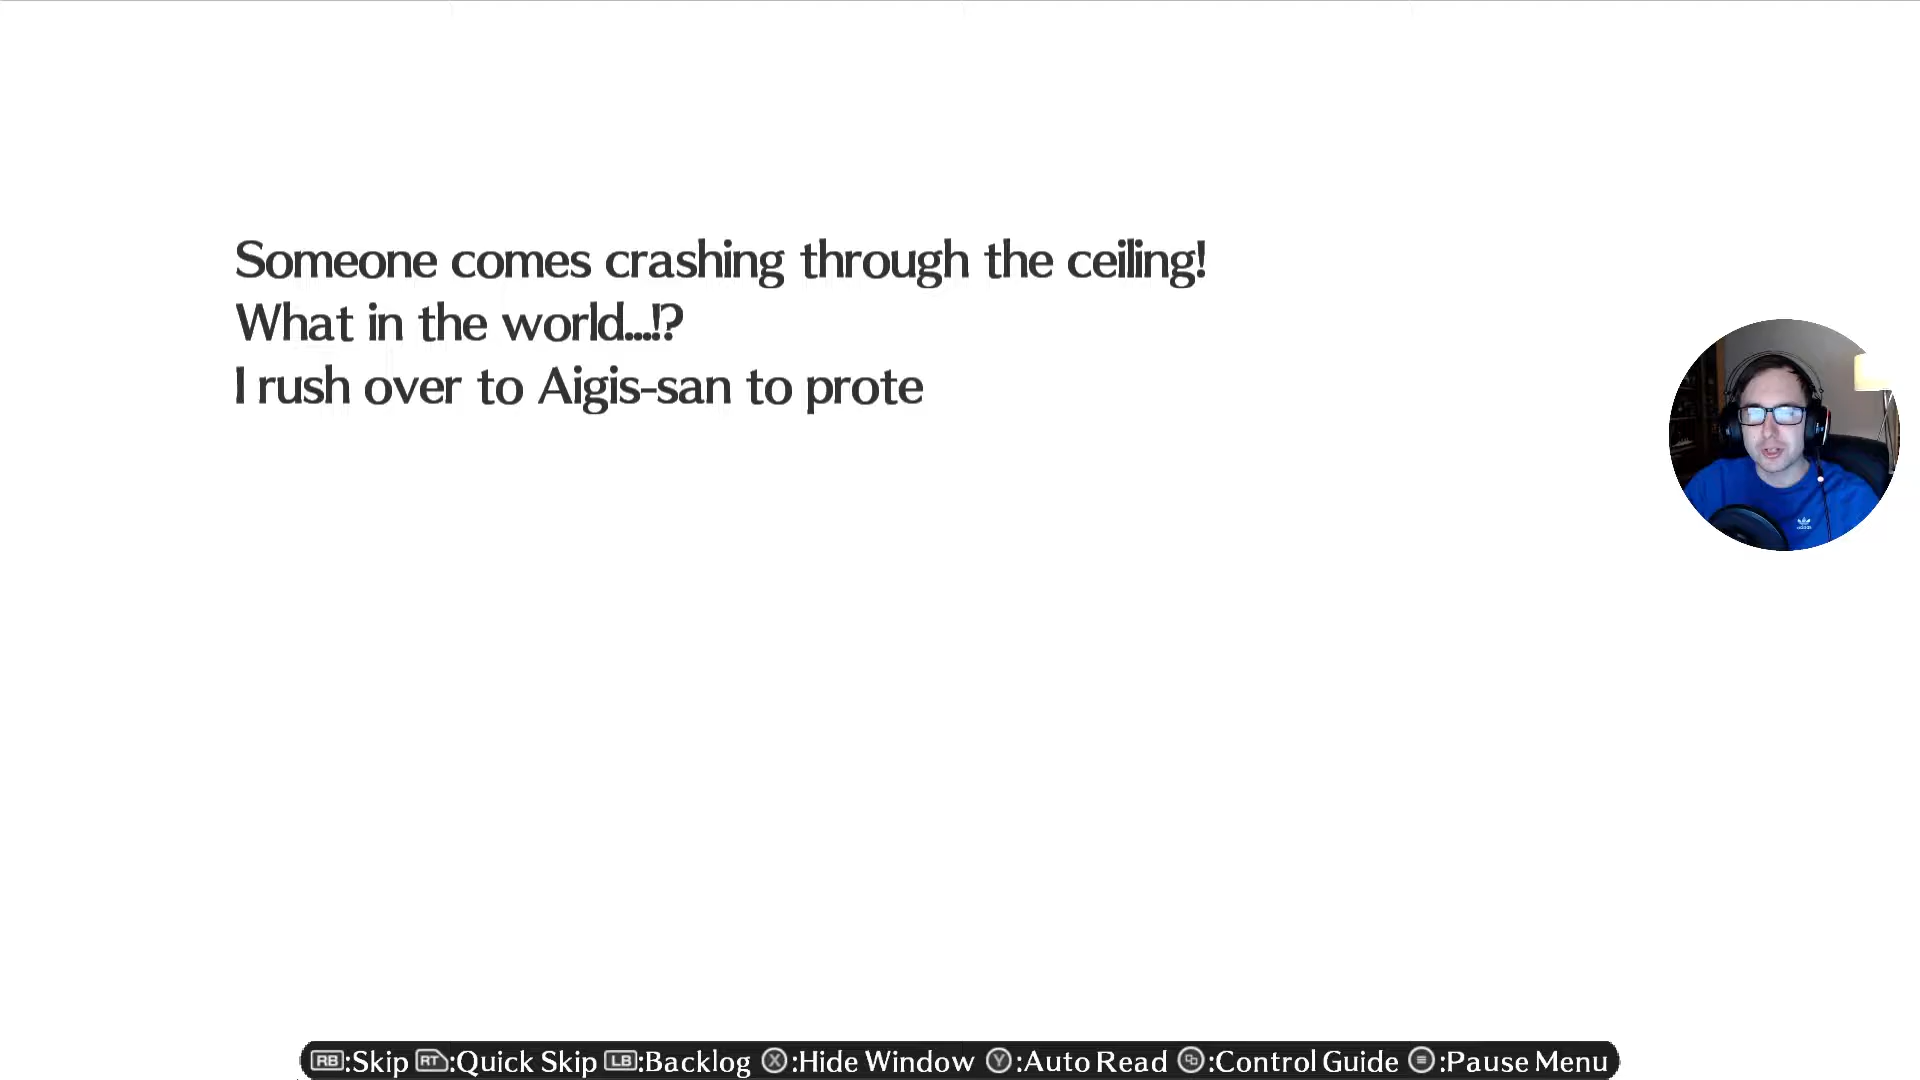 Someone comes crashing through the ceiling!
What in the world...!?
I rush over to Aigis-san to prote
RB:Skip RT:Quick Skip LB:Backlog X:Hide Window Y:Auto Read :Control Guide :Pause Menu